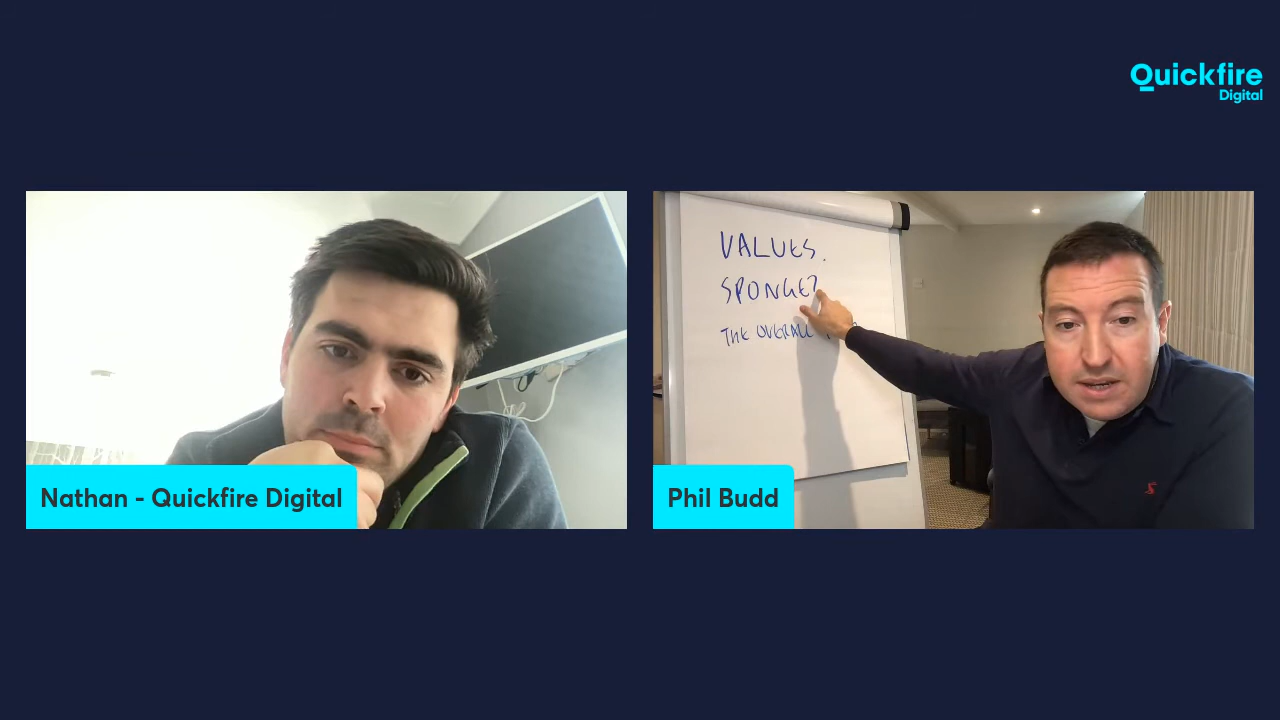 Quickfire
Digital
VALUES.
SPONGE?
THE OVERALL
Nathan - Quickfire Digital
Phil Budd